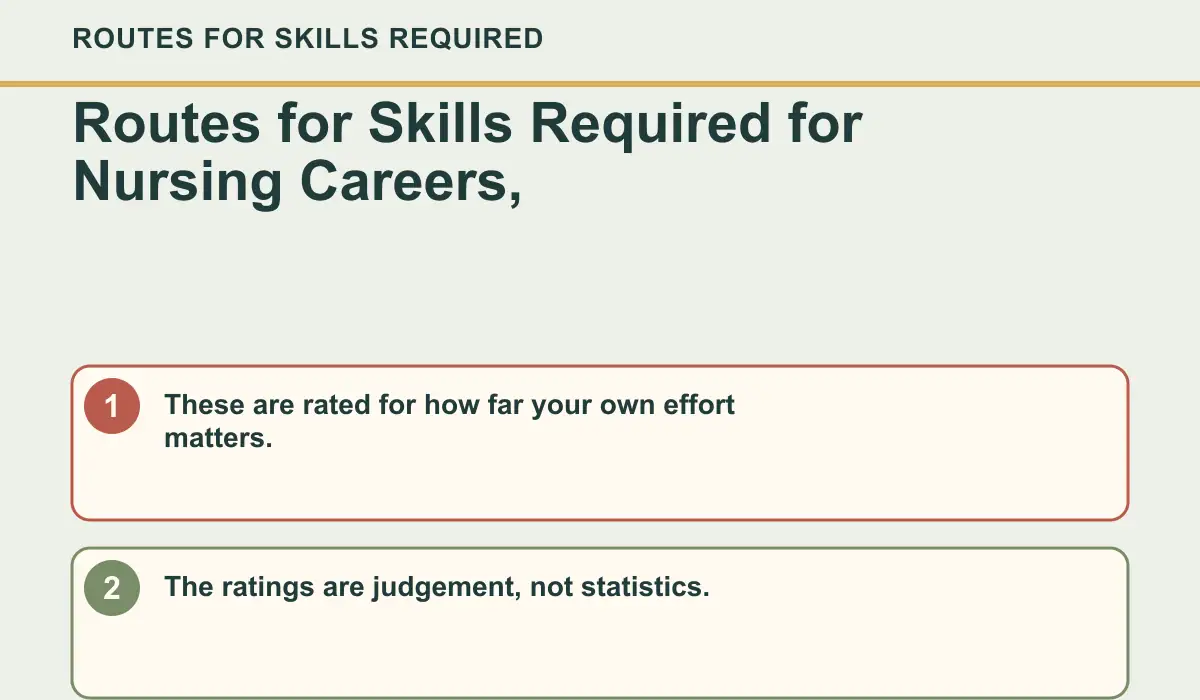 ROUTES FOR SKILLS REQUIRED
Routes for Skills Required for
Nursing Careers,
1
These are rated for how far your own effort
matters.
2
The ratings are judgement, not statistics.